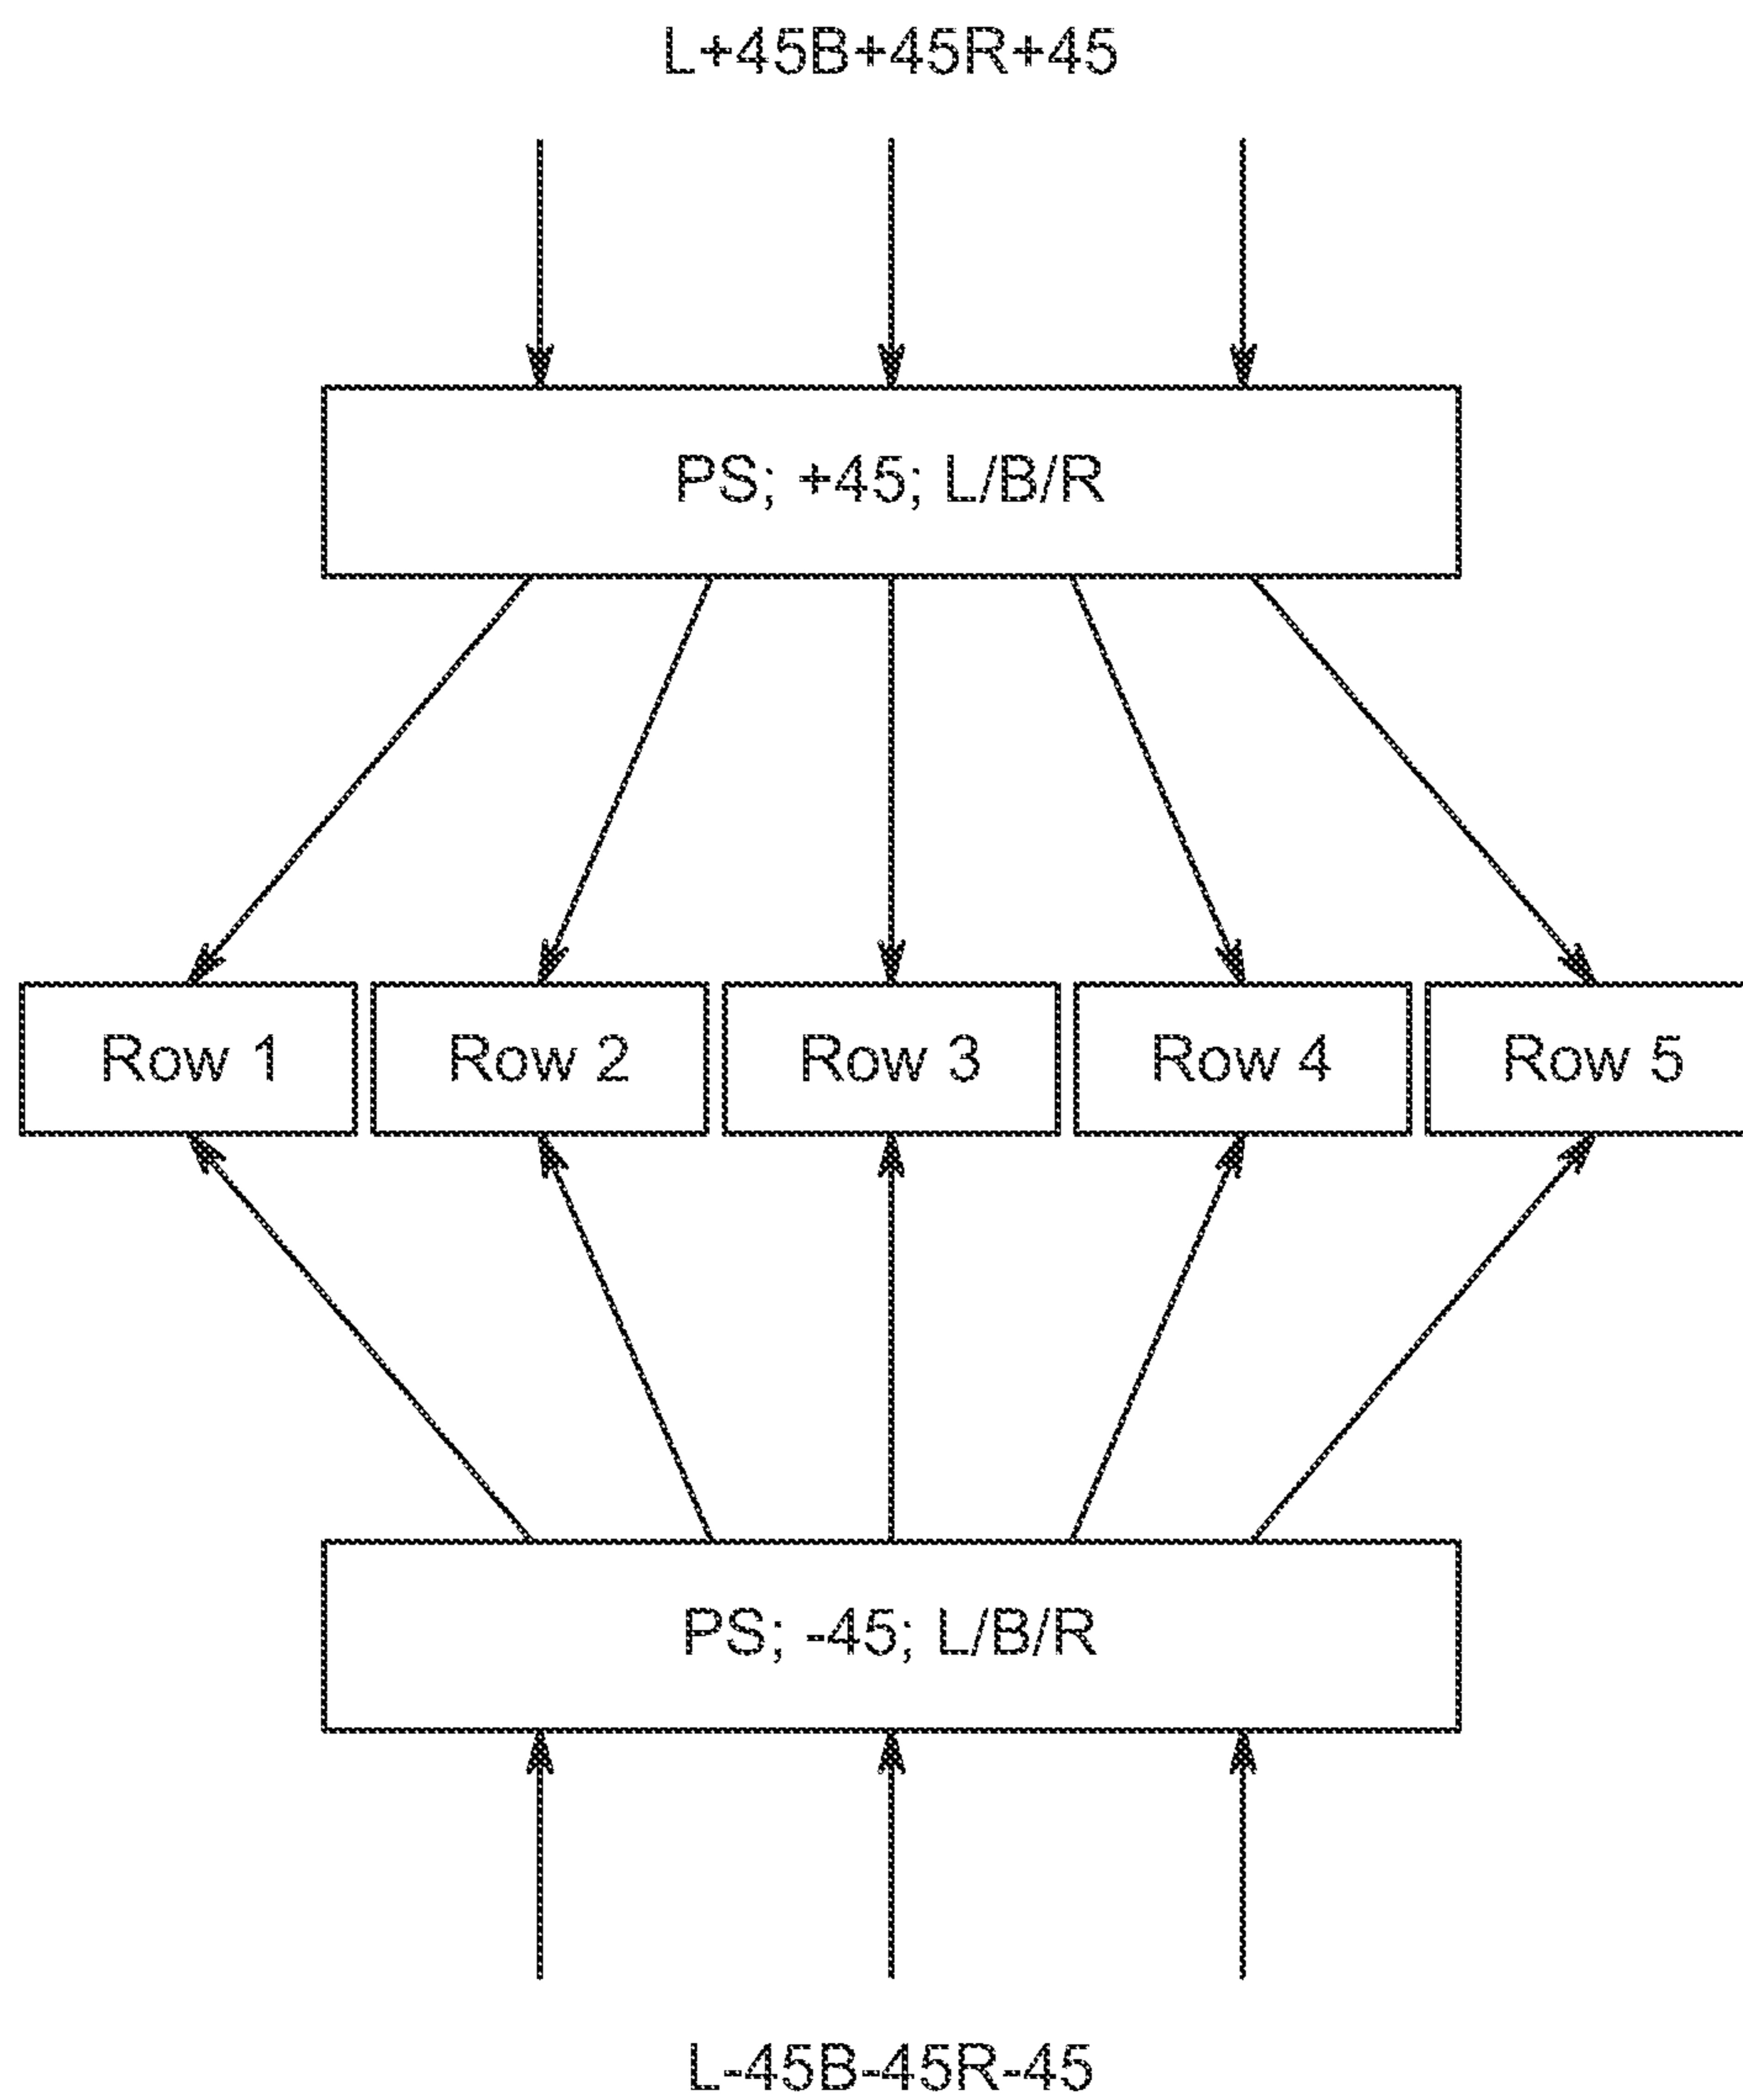 L+45B+45R+45
PS; +45; L/B/R
Row 1 Row 2 Row 3 Row 4 Row 5
PS; -45; L/B/R
L-45B-45R-45